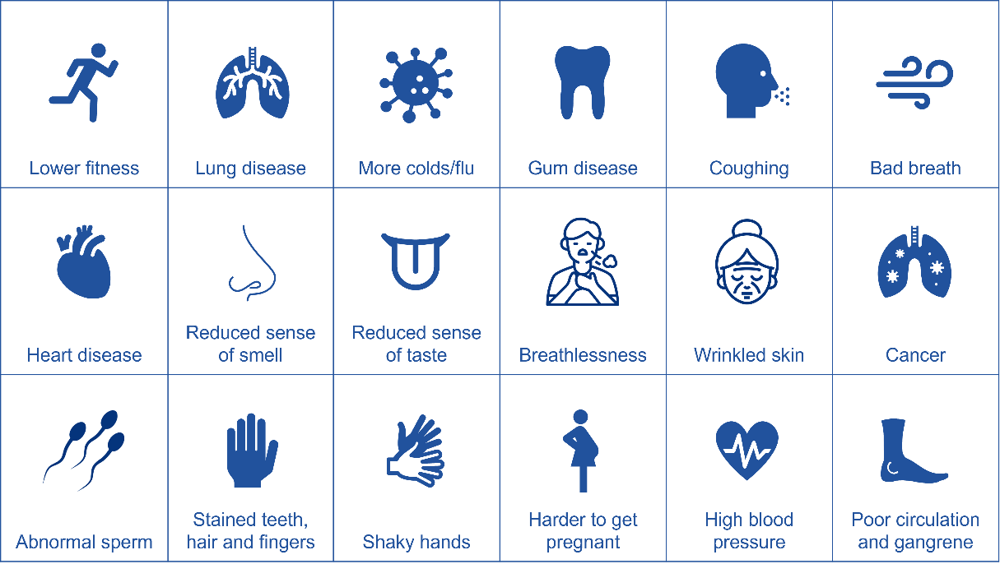 Lower fitness
Lung disease
More colds/flu
Gum disease
Coughing
Bad breath
Heart disease
Reduced sense
of smell
Reduced sense
of taste
Breathlessness
Wrinkled skin
Cancer
Abnormal sperm
Stained teeth,
hair and fingers
Shaky hands
Harder to get
pregnant
High blood
pressure
Poor circulation
and gangrene